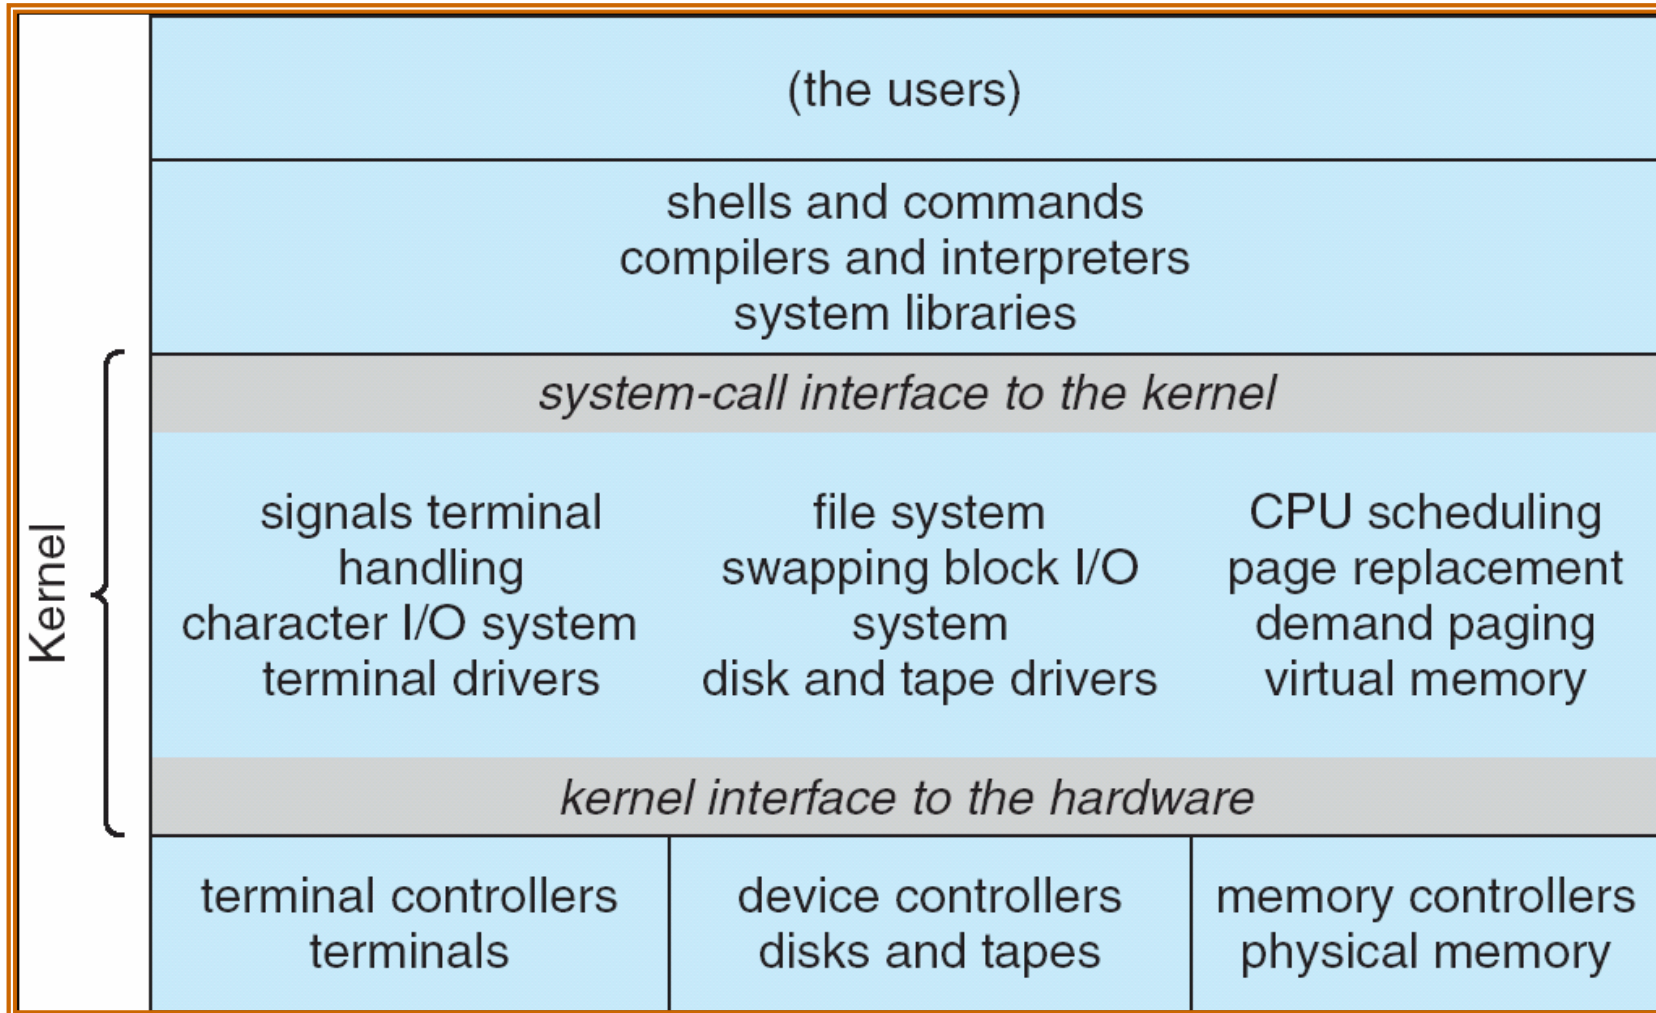 (the users)
shells and commands
compilers and interpreters
system libraries
system-call interface to the kernel
Kernel
signals terminal
handling
character I/O system
terminal drivers
file system
swapping block I/O
system
disk and tape drivers
CPU scheduling
page replacement
demand paging
virtual memory
kernel interface to the hardware
terminal controllers
terminals
device controllers
disks and tapes
memory controllers
physical memory